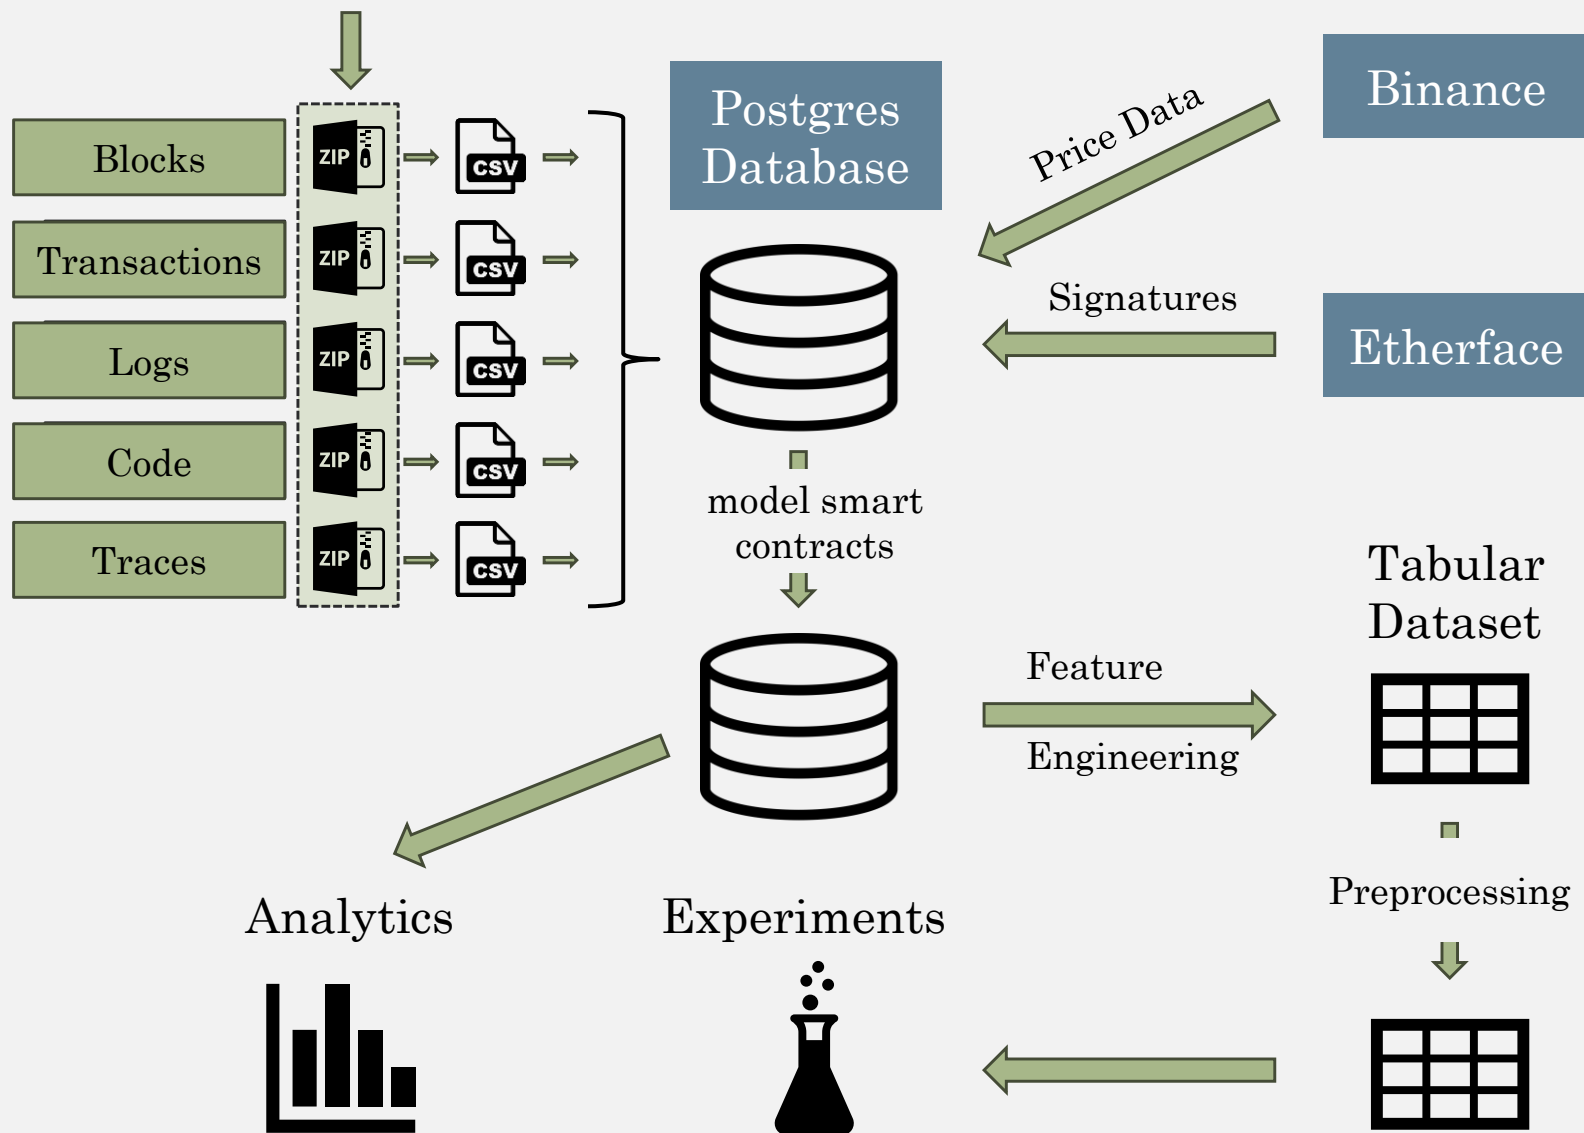 Blocks
ZIP
CSV
Transactions
ZIP
CSV
Logs
ZIP
CSV
Code
ZIP
CSV
Traces
ZIP
CSV
Postgres
Database
Price Data
Binance
Signatures
Etherface
model smart
contracts
Feature
Engineering
Tabular
Dataset
Preprocessing
Analytics
Experiments